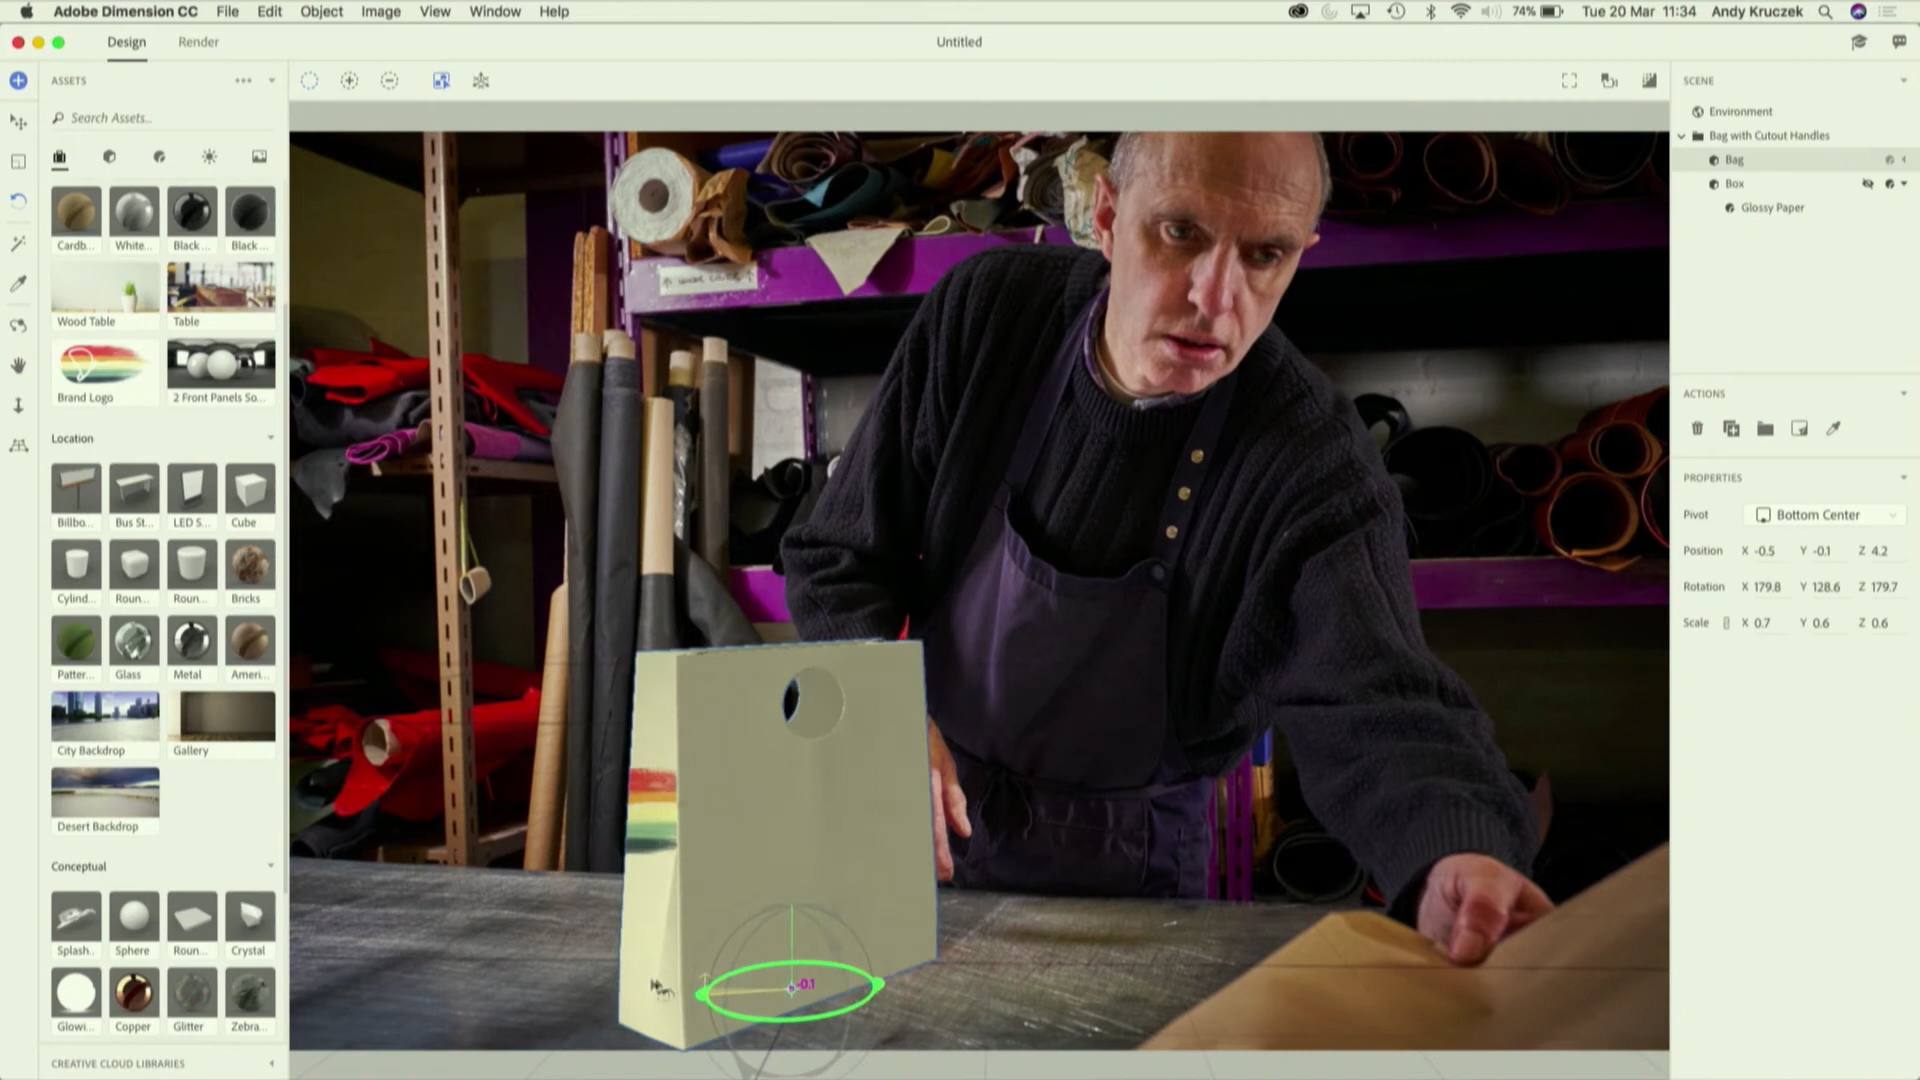 Adobe Dimension CC File Edit Object Image View Window Help 74% Tue 20 Mar 11:34 Andy Kruczek
Design Render Untitled
ASSETS
Search Assets...
Cardb... White... Black ... Black ...
Wood Table Table
Brand Logo 2 Front Panels So...
Location
Billbo... Bus St... LED S... Cube
Cylind... Roun... Roun... Bricks
Patter... Glass Metal Ameri...
City Backdrop Gallery
Desert Backdrop
Conceptual
Splash.. Sphere Roun... Crystal
Glowi... Copper Glitter Zebra...
CREATIVE CLOUD LIBRARIES
-0.1
SCENE
Environment
Bag with Cutout Handles
Bag
Box
Glossy Paper
ACTIONS
PROPERTIES
Pivot Bottom Center
Position X -0.5 Y -0.1 Z 4.2
Rotation X 179.8 Y 128.6 Z 179.7
Scale X 0.7 Y 0.6 Z 0.6